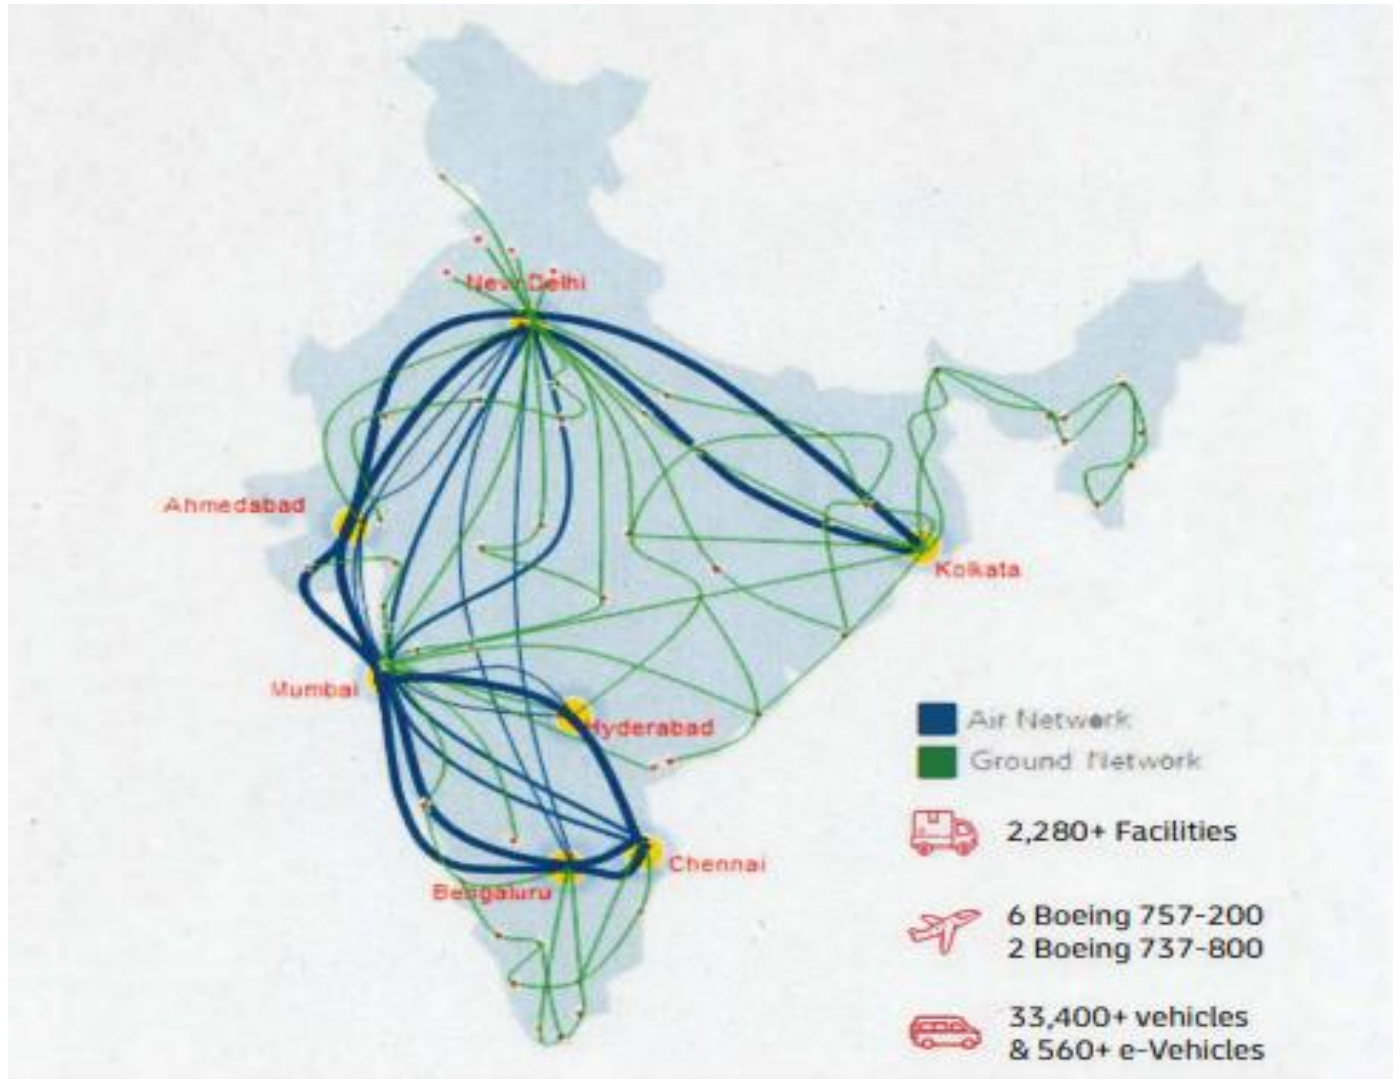 New Delhi
Ahmedabad
Kolkata
Mumbai
Hyderabad
Chennai
Bengaluru
Air Network
Ground Network
2,280+ Facilities
6 Boeing 757-200
2 Boeing 737-800
33,400+ vehicles
& 560+ e-Vehicles